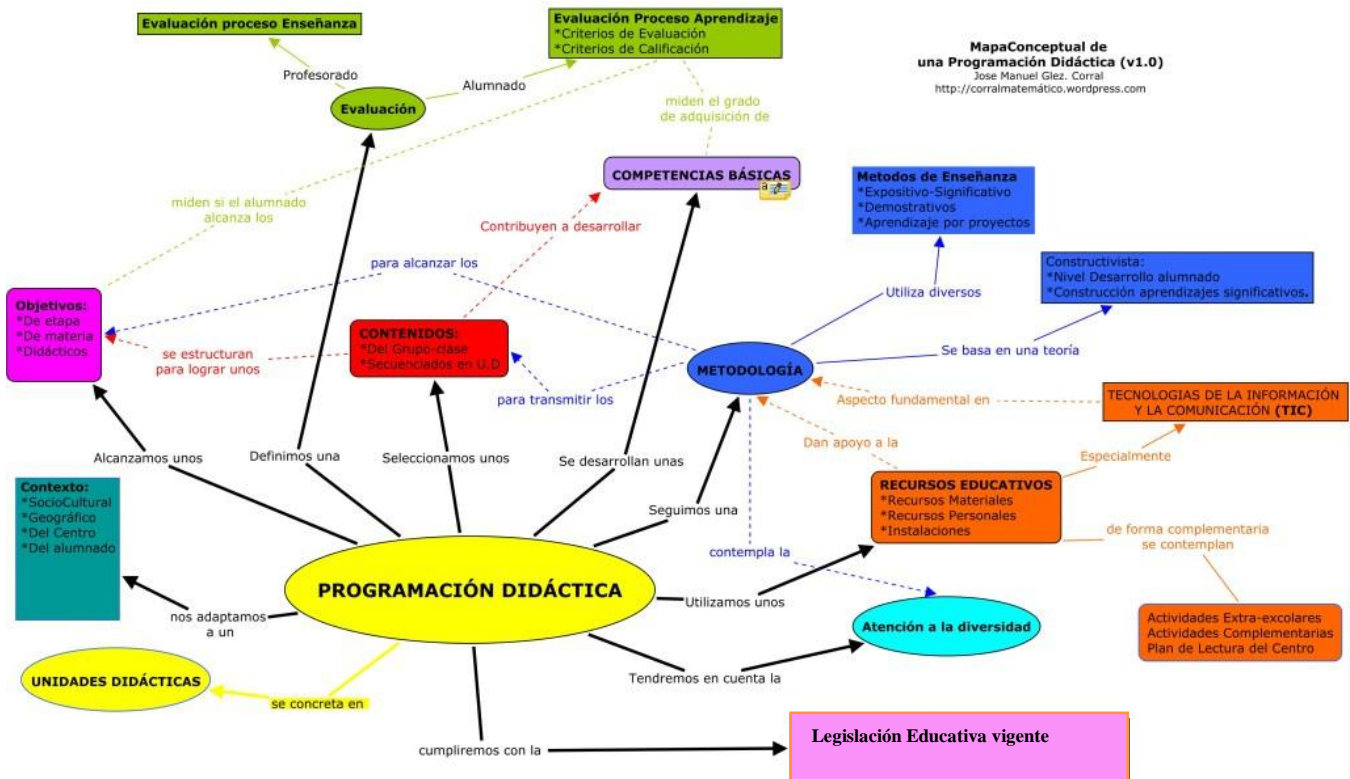 Evaluación proceso Enseñanza
Evaluación Proceso Aprendizaje
*Criterios de Evaluación
*Criterios de Calificación
MapaConceptual de
una Programación Didáctica (v1.0)
Jose Manuel Glez. Corral
http://corralmatemático.wordpress.com
Profesorado
Alumnado
Evaluación
miden el grado
de adquisición de
COMPETENCIAS BÁSICAS
Metodos de Enseñanza
*Expositivo-Significativo
*Demostrativos
*Aprendizaje por proyectos
miden si el alumnado
alcanza los
Contribuyen a desarrollar
para alcanzar los
Constructivista:
*Nivel Desarrollo alumnado
*Construcción aprendizajes significativos.
Utiliza diversos
Objetivos:
*De etapa
*De materia
*Didácticos
CONTENIDOS:
*Del Grupo-clase
*Secuenciados en U.D
se estructuran
para lograr unos
Se basa en una teoría
METODOLOGÍA
para transmitir los
Aspecto fundamental en
TECNOLOGIAS DE LA INFORMACIÓN
Y LA COMUNICACIÓN (TIC)
Dan apoyo a la
Especialmente
Alcanzamos unos
Definimos una
Seleccionamos unos
Se desarrollan unas
Seguimos una
RECURSOS EDUCATIVOS
*Recursos Materiales
*Recursos Personales
*Instalaciones
Contexto:
*SocioCultural
*Geográfico
*Del Centro
*Del alumnado
de forma complementaria
se contemplan
contempla la
PROGRAMACIÓN DIDÁCTICA
Utilizamos unos
nos adaptamos
a un
Atención a la diversidad
Actividades Extra-excolares
Actividades Complementarias
Plan de Lectura del Centro
UNIDADES DIDÁCTICAS
Tendremos en cuenta la
se concreta en
cumpliremos con la
Legislación Educativa vigente